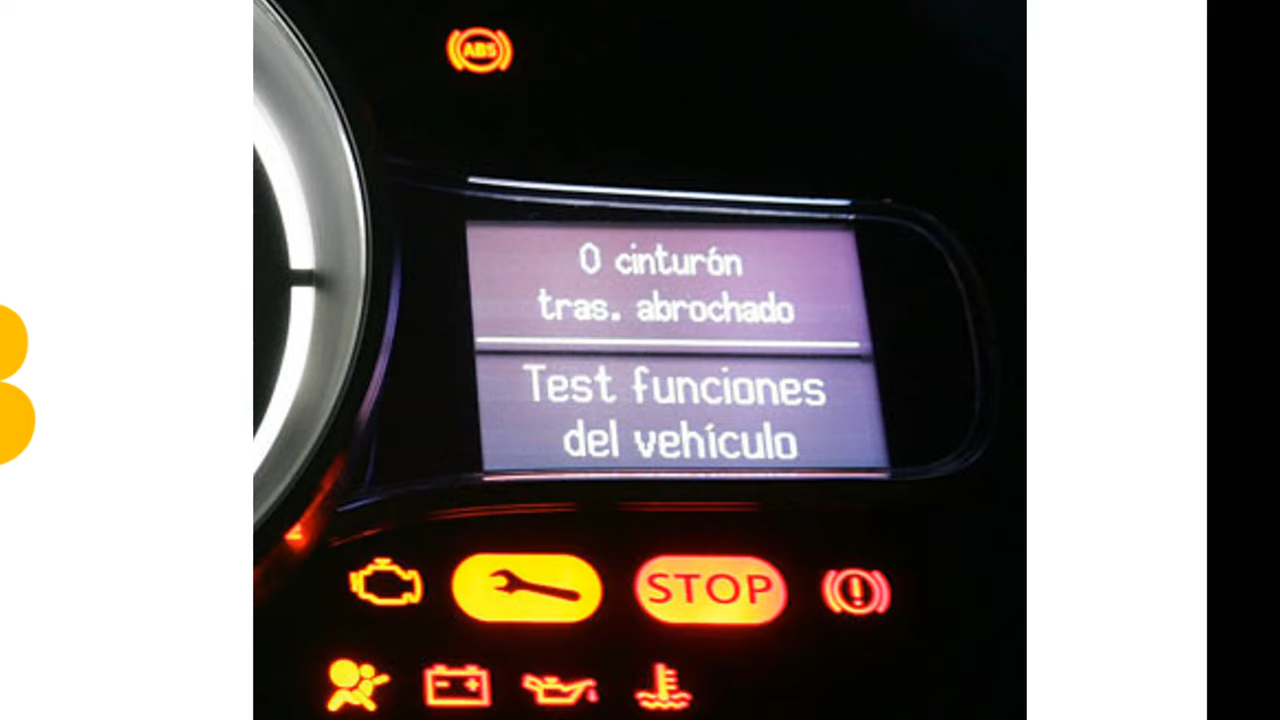 ABS
0 cinturón
tras. abrochado
Test funciones
del vehículo
STOP